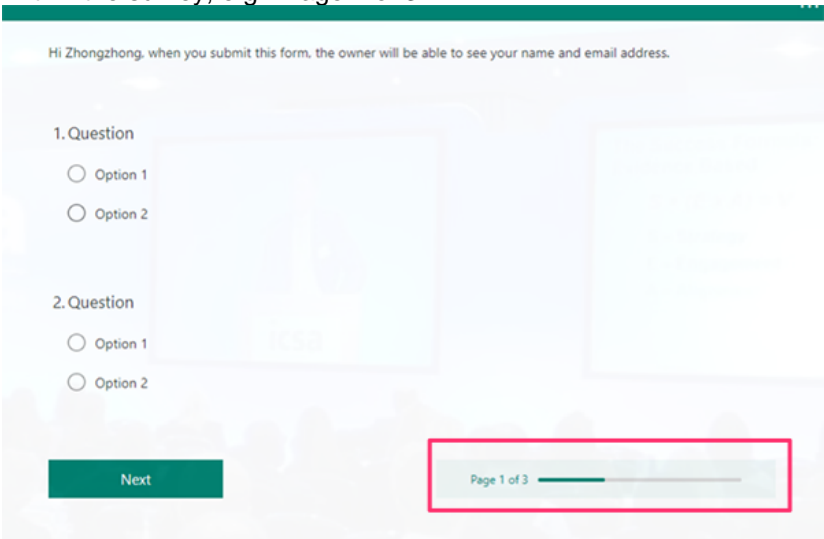 Hi Zhongzhong, when you submit this form, the owner will be able to see your name and email address.
1. Question
Option 1
Option 2
2. Question
Option 1
Option 2
icsa
Next
Page 1 of 3